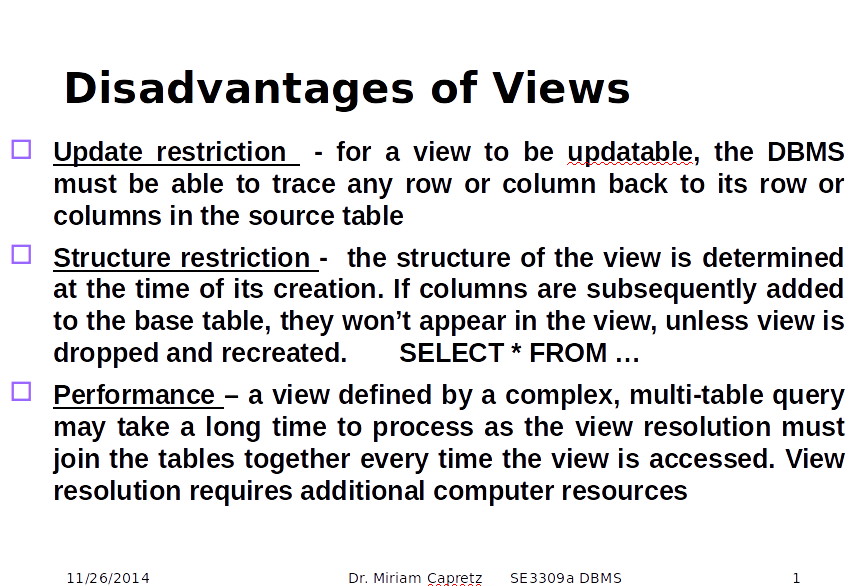 Disadvantages of Views
Update restriction - for a view to be updatable, the DBMS
must be able to trace any row or column back to its row or
columns in the source table
Structure restriction - the structure of the view is determined
at the time of its creation. If columns are subsequently added
to the base table, they won’t appear in the view, unless view is
dropped and recreated. SELECT * FROM …
Performance – a view defined by a complex, multi-table query
may take a long time to process as the view resolution must
join the tables together every time the view is accessed. View
resolution requires additional computer resources
11/26/2014 Dr. Miriam Capretz SE3309a DBMS 1